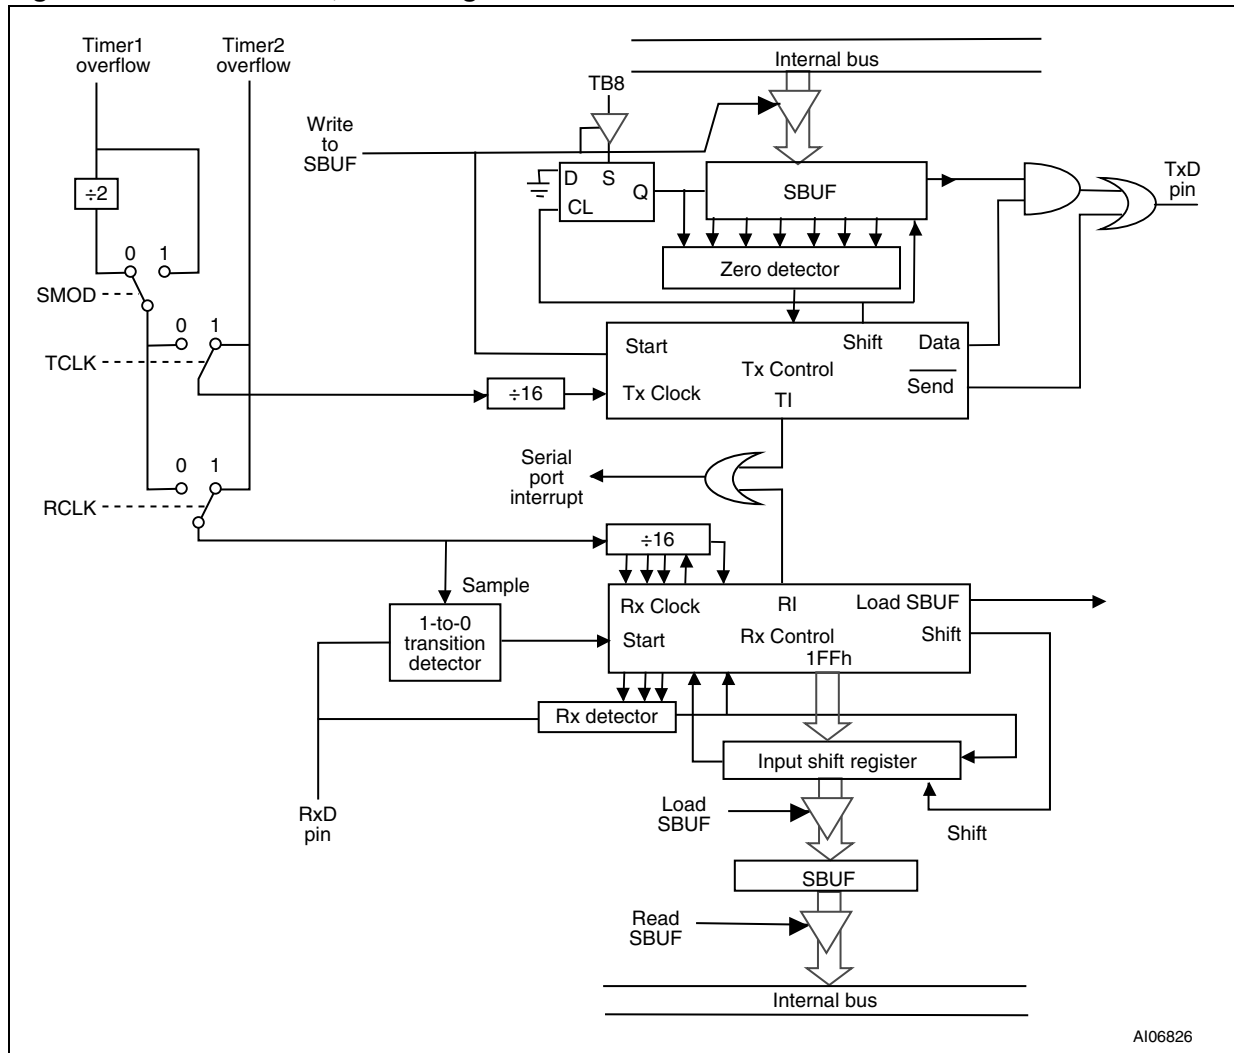 Timer1
overflow
Timer2
overflow
Internal bus
TB8
Write
to
SBUF
÷2
D
S
Q
CL
SBUF
TxD
pin
0
1
Zero detector
SMOD
0
1
TCLK
Start
Shift
Data
Tx Control
Tx Clock
TI
Send
÷16
Serial
port
interrupt
0
1
RCLK
÷16
Sample
1-to-0
transition
detector
Rx Clock
RI
Load SBUF
Start
Rx Control
Shift
1FFh
Rx detector
Input shift register
RxD
pin
Load
SBUF
Shift
SBUF
Read
SBUF
Internal bus
AI06826